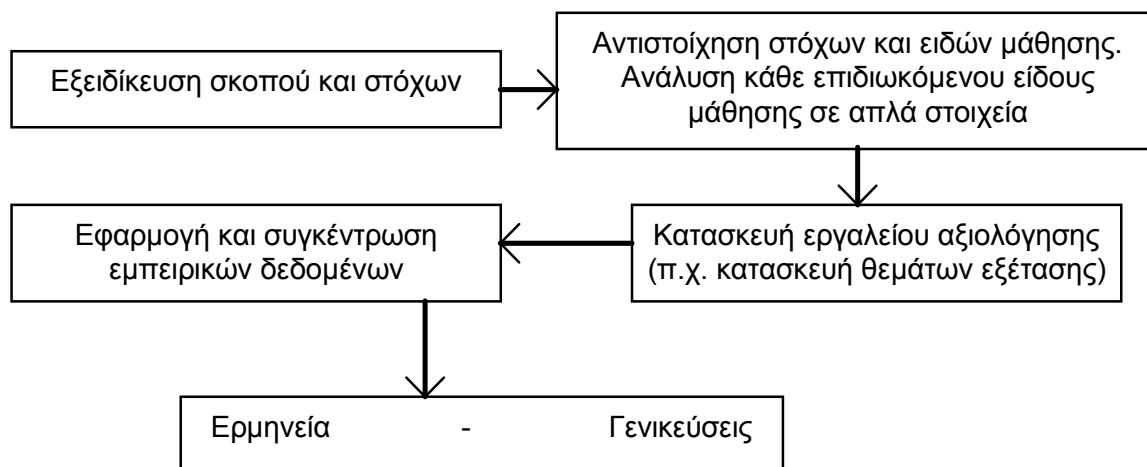 Εξειδίκευση σκοπού και στόχων
Αντιστοίχηση στόχων και ειδών μάθησης.
Ανάλυση κάθε επιδιωκόμενου είδους
μάθησης σε απλά στοιχεία
Κατασκευή εργαλείου αξιολόγησης
(π.χ. κατασκευή θεμάτων εξέτασης)
Εφαρμογή και συγκέντρωση
εμπειρικών δεδομένων
Ερμηνεία - Γενικεύσεις